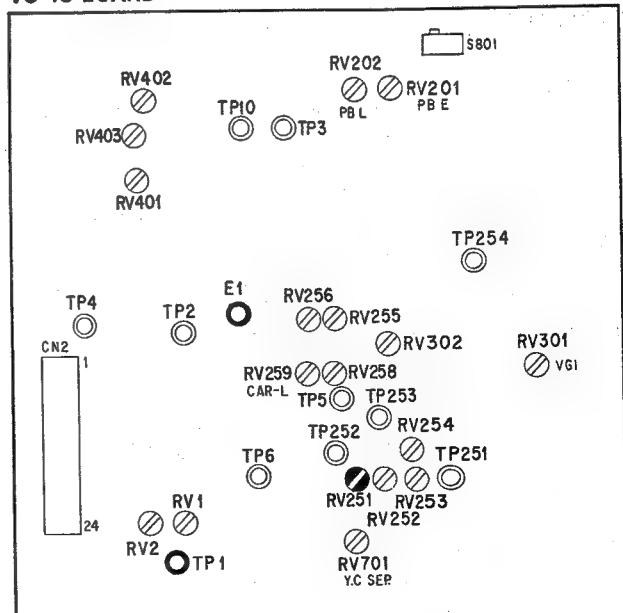 S801
RV202
RV402
RV201
PB L
PB E
TP10
TP3
RV403
RV401
TP254
E1
TP4
TP2
RV256
RV255
CN2
1
RV302
RV301
VG1
RV259
RV258
CAR-L
TP5
TP253
TP252
RV254
TP6
TP251
RV251
RV253
RV252
24
RV1
RV2
TP1
RV701
Y.C SEP.